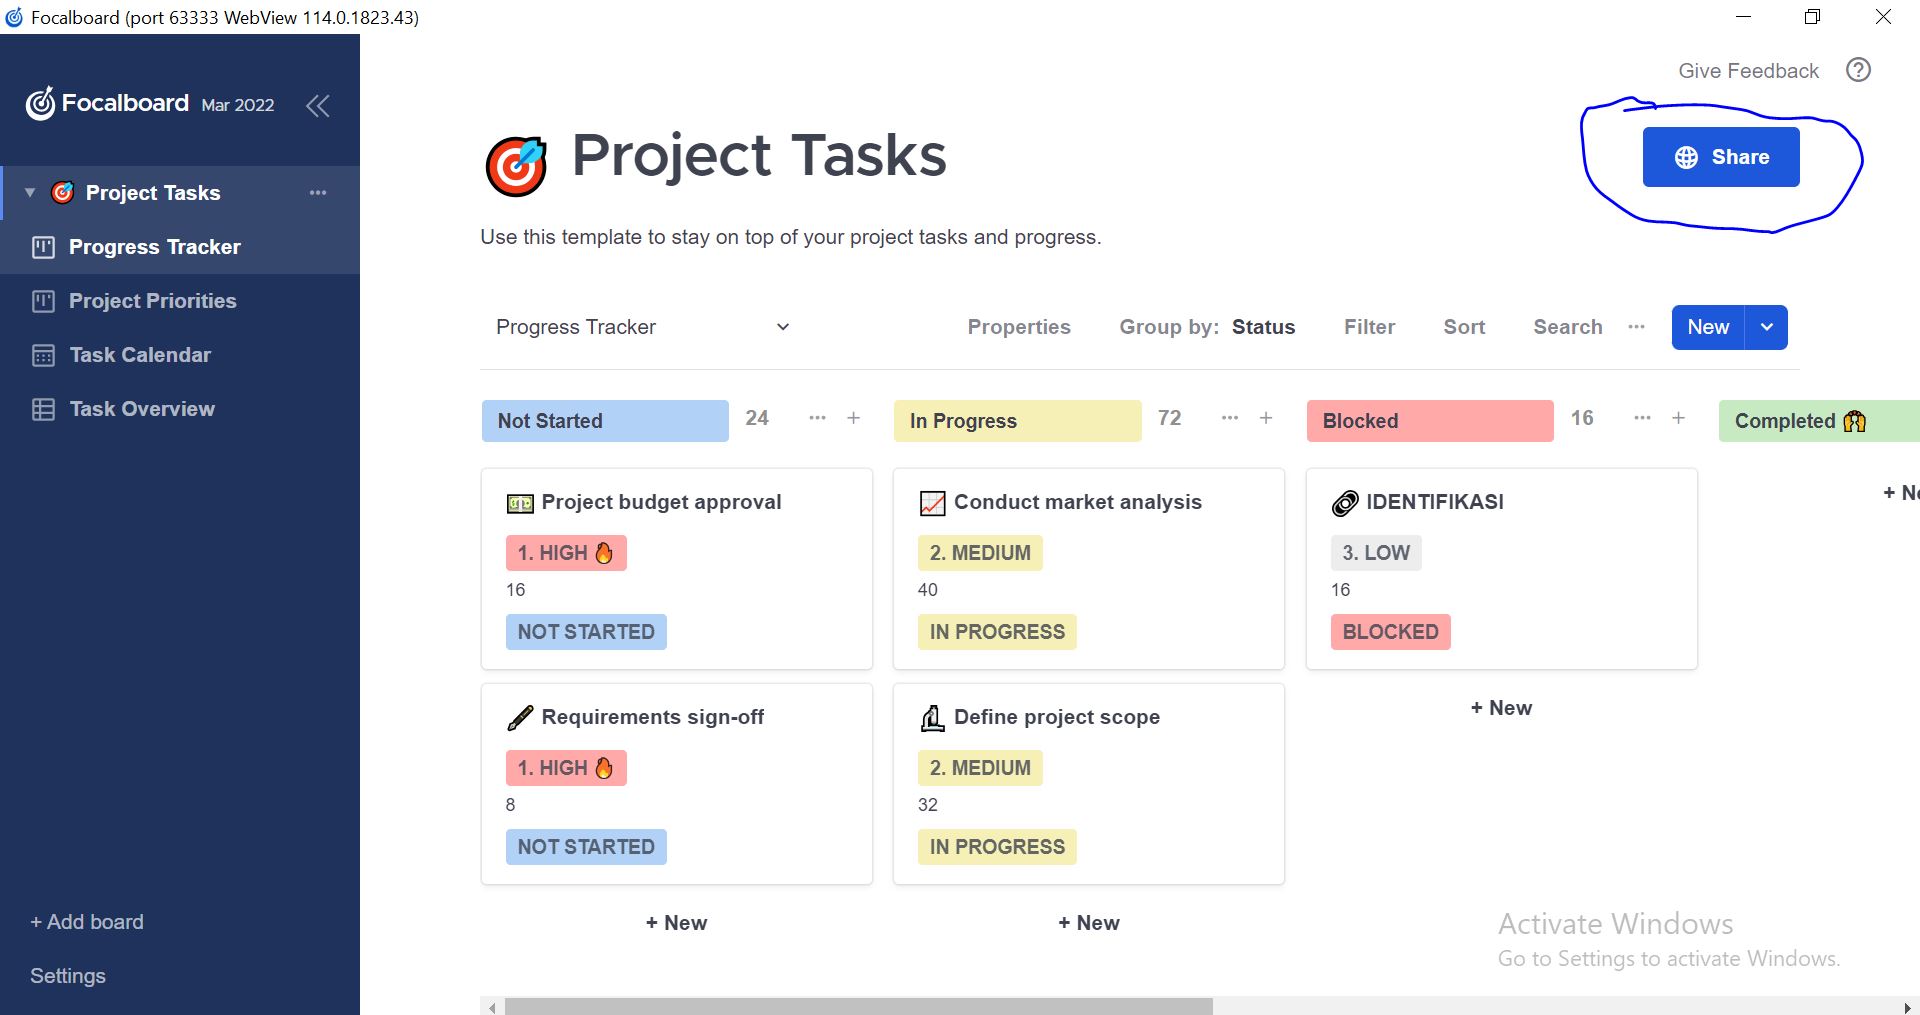 Focalboard (port 63333 WebView 114.0.1823.43)
Give Feedback
Focalboard Mar 2022
Project Tasks
Progress Tracker
Project Priorities
Task Calendar
Task Overview
+ Add board
Settings
Project Tasks
Share
Use this template to stay on top of your project tasks and progress.
Progress Tracker
Properties Group by: Status Filter Sort Search ... New
Not Started 24 ... +
Project budget approval
1. HIGH 🔥
16
NOT STARTED
Requirements sign-off
1. HIGH 🔥
8
NOT STARTED
+ New
In Progress 72 ... +
Conduct market analysis
2. MEDIUM
40
IN PROGRESS
Define project scope
2. MEDIUM
32
IN PROGRESS
+ New
Blocked 16 ... +
IDENTIFIKASI
3. LOW
16
BLOCKED
+ New
Completed 🙌
+ Ne
Activate Windows
Go to Settings to activate Windows.